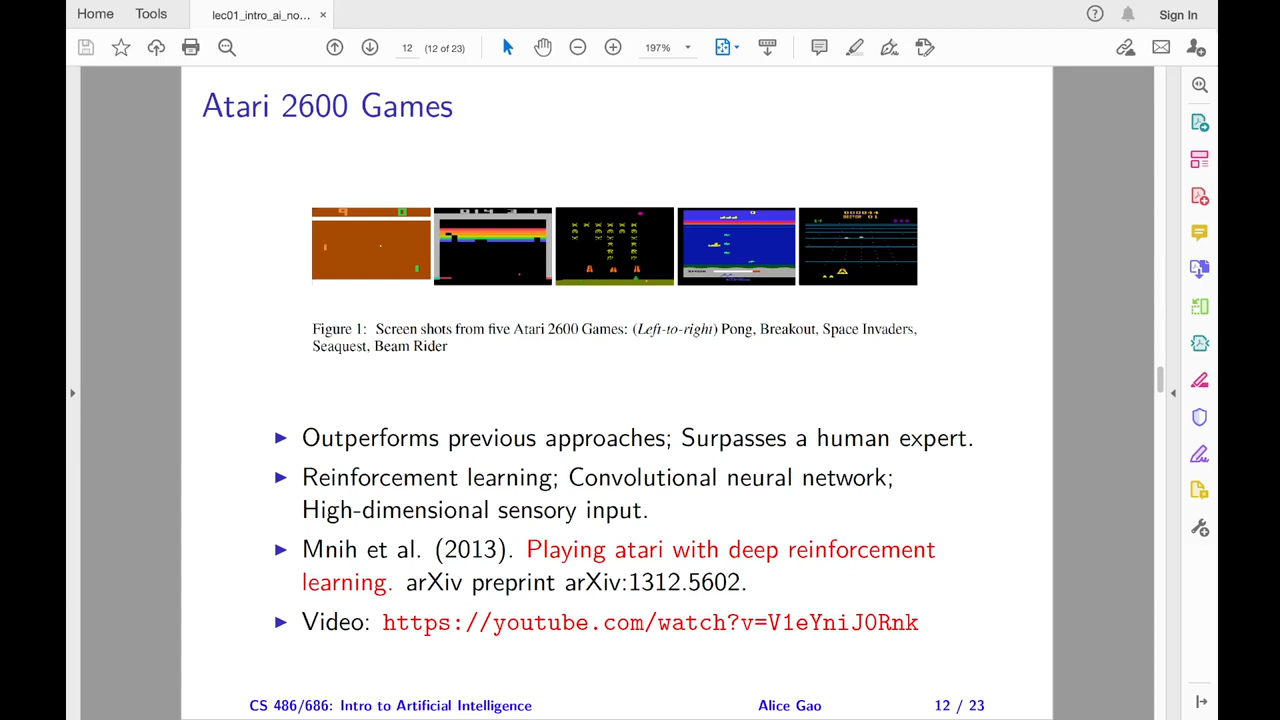 Home Tools lec01_intro_ai_no... × Sign In
12 (12 of 23) 197%
Atari 2600 Games
Figure 1: Screen shots from five Atari 2600 Games: (Left-to-right) Pong, Breakout, Space Invaders,
Seaquest, Beam Rider
Outperforms previous approaches; Surpasses a human expert.
Reinforcement learning; Convolutional neural network;
High-dimensional sensory input.
Mnih et al. (2013). Playing atari with deep reinforcement
learning. arXiv preprint arXiv:1312.5602.
Video: https://youtube.com/watch?v=V1eYniJ0Rnk
CS 486/686: Intro to Artificial Intelligence Alice Gao 12 / 23